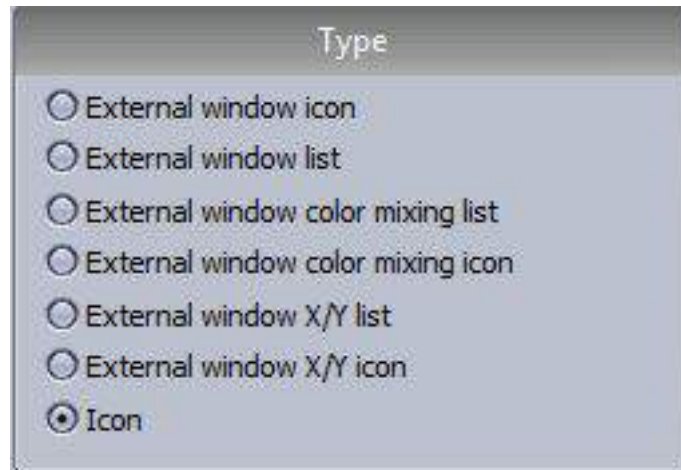 Type
External window icon
External window list
External window color mixing list
External window color mixing icon
External window X/Y list
External window X/Y icon
Icon